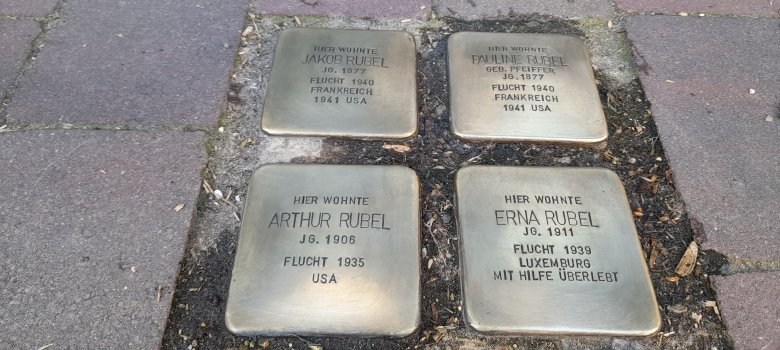 HIER WOHNTE
JAKOB RUBEL
JG. 1877
FLUCHT 1940
FRANKREICH
1941 USA
HIER WOHNTE
PAULINE RUBEL
GEB. PFEIFFER
JG. 1877
FLUCHT 1940
FRANKREICH
1941 USA
HIER WOHNTE
ARTHUR RUBEL
JG. 1906
FLUCHT 1935
USA
HIER WOHNTE
ERNA RUBEL
JG. 1911
FLUCHT 1939
LUXEMBURG
MIT HILFE ÜBERLEBT